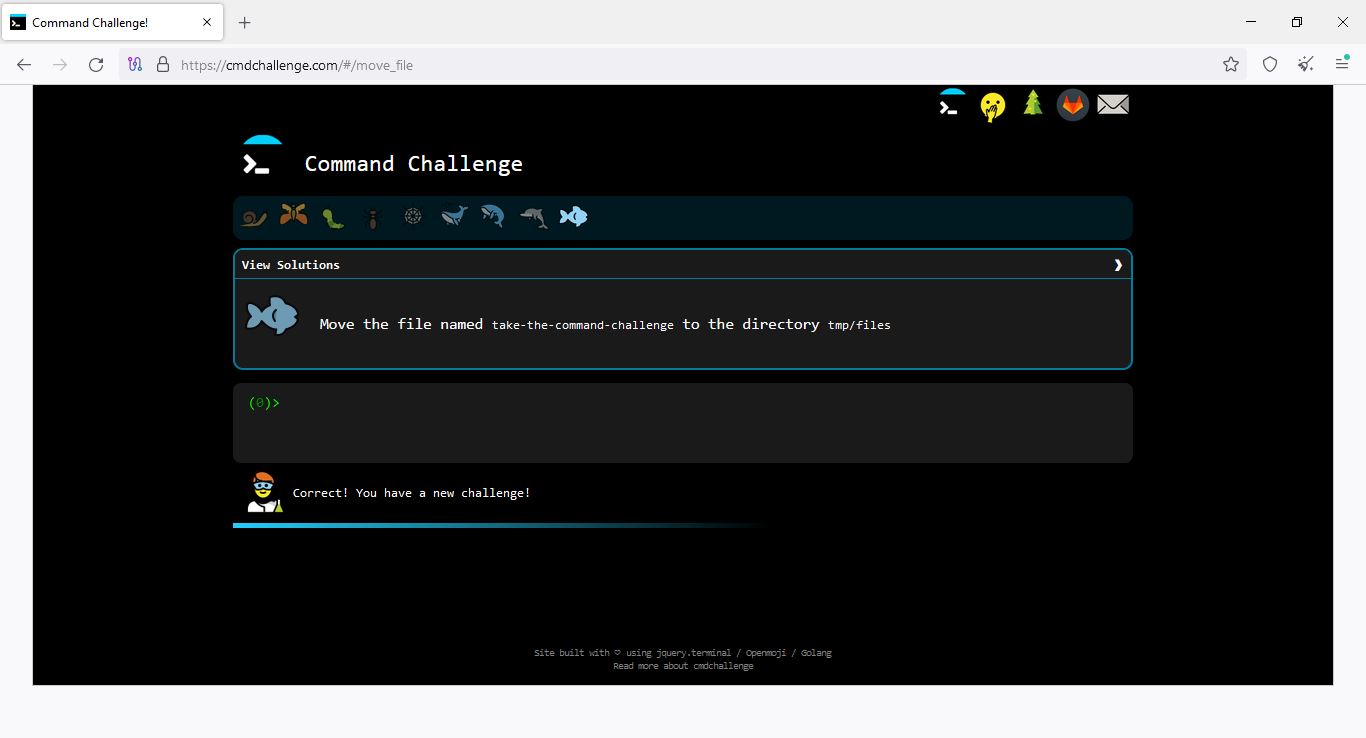 Command Challenge!
https://cmdchallenge.com/#/move_file
Command Challenge
View Solutions
Move the file named take-the-command-challenge to the directory tmp/files
(0)>
Correct! You have a new challenge!
Site built with ♡ using jquery.terminal / Openmoji / Golang
Read more about cmdchallenge